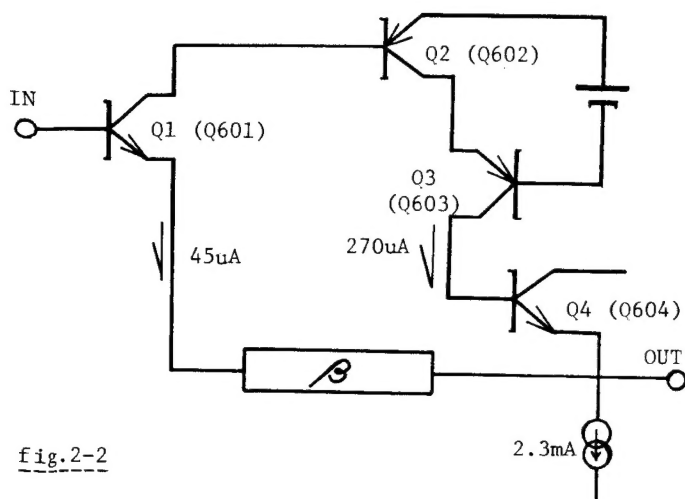 IN
Q1 (Q601)
Q2 (Q602)
Q3
(Q603)
45uA
270uA
Q4 (Q604)
β
OUT
2.3mA
fig.2-2